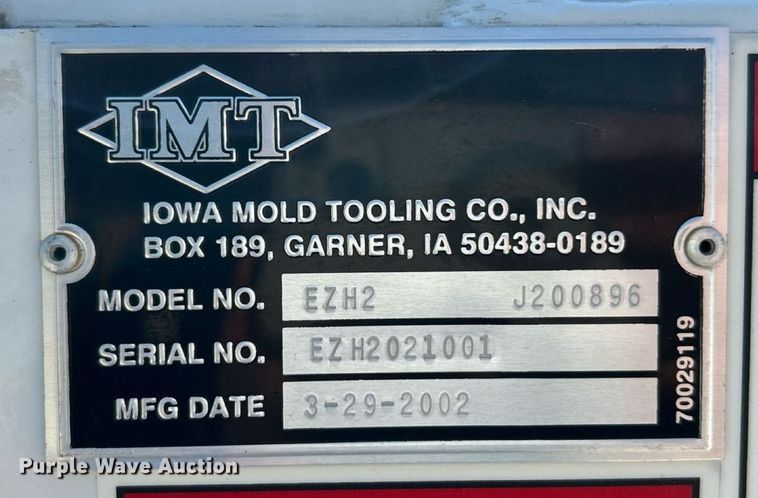 IMT
IOWA MOLD TOOLING CO., INC.
BOX 189, GARNER, IA 50438-0189
MODEL NO. EZH2 J200896
SERIAL NO. EZH2021001
MFG DATE 3-29-2002
70029119
Purple Wave Auction